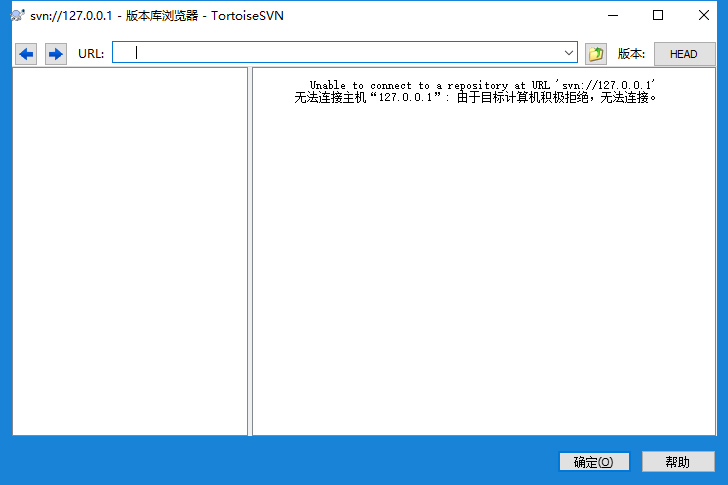 svn://127.0.0.1 - 版本库浏览器 - TortoiseSVN
URL:
版本:
HEAD
Unable to connect to a repository at URL 'svn://127.0.0.1'
无法连接主机“127.0.0.1”: 由于目标计算机积极拒绝，无法连接。
确定(O)
帮助